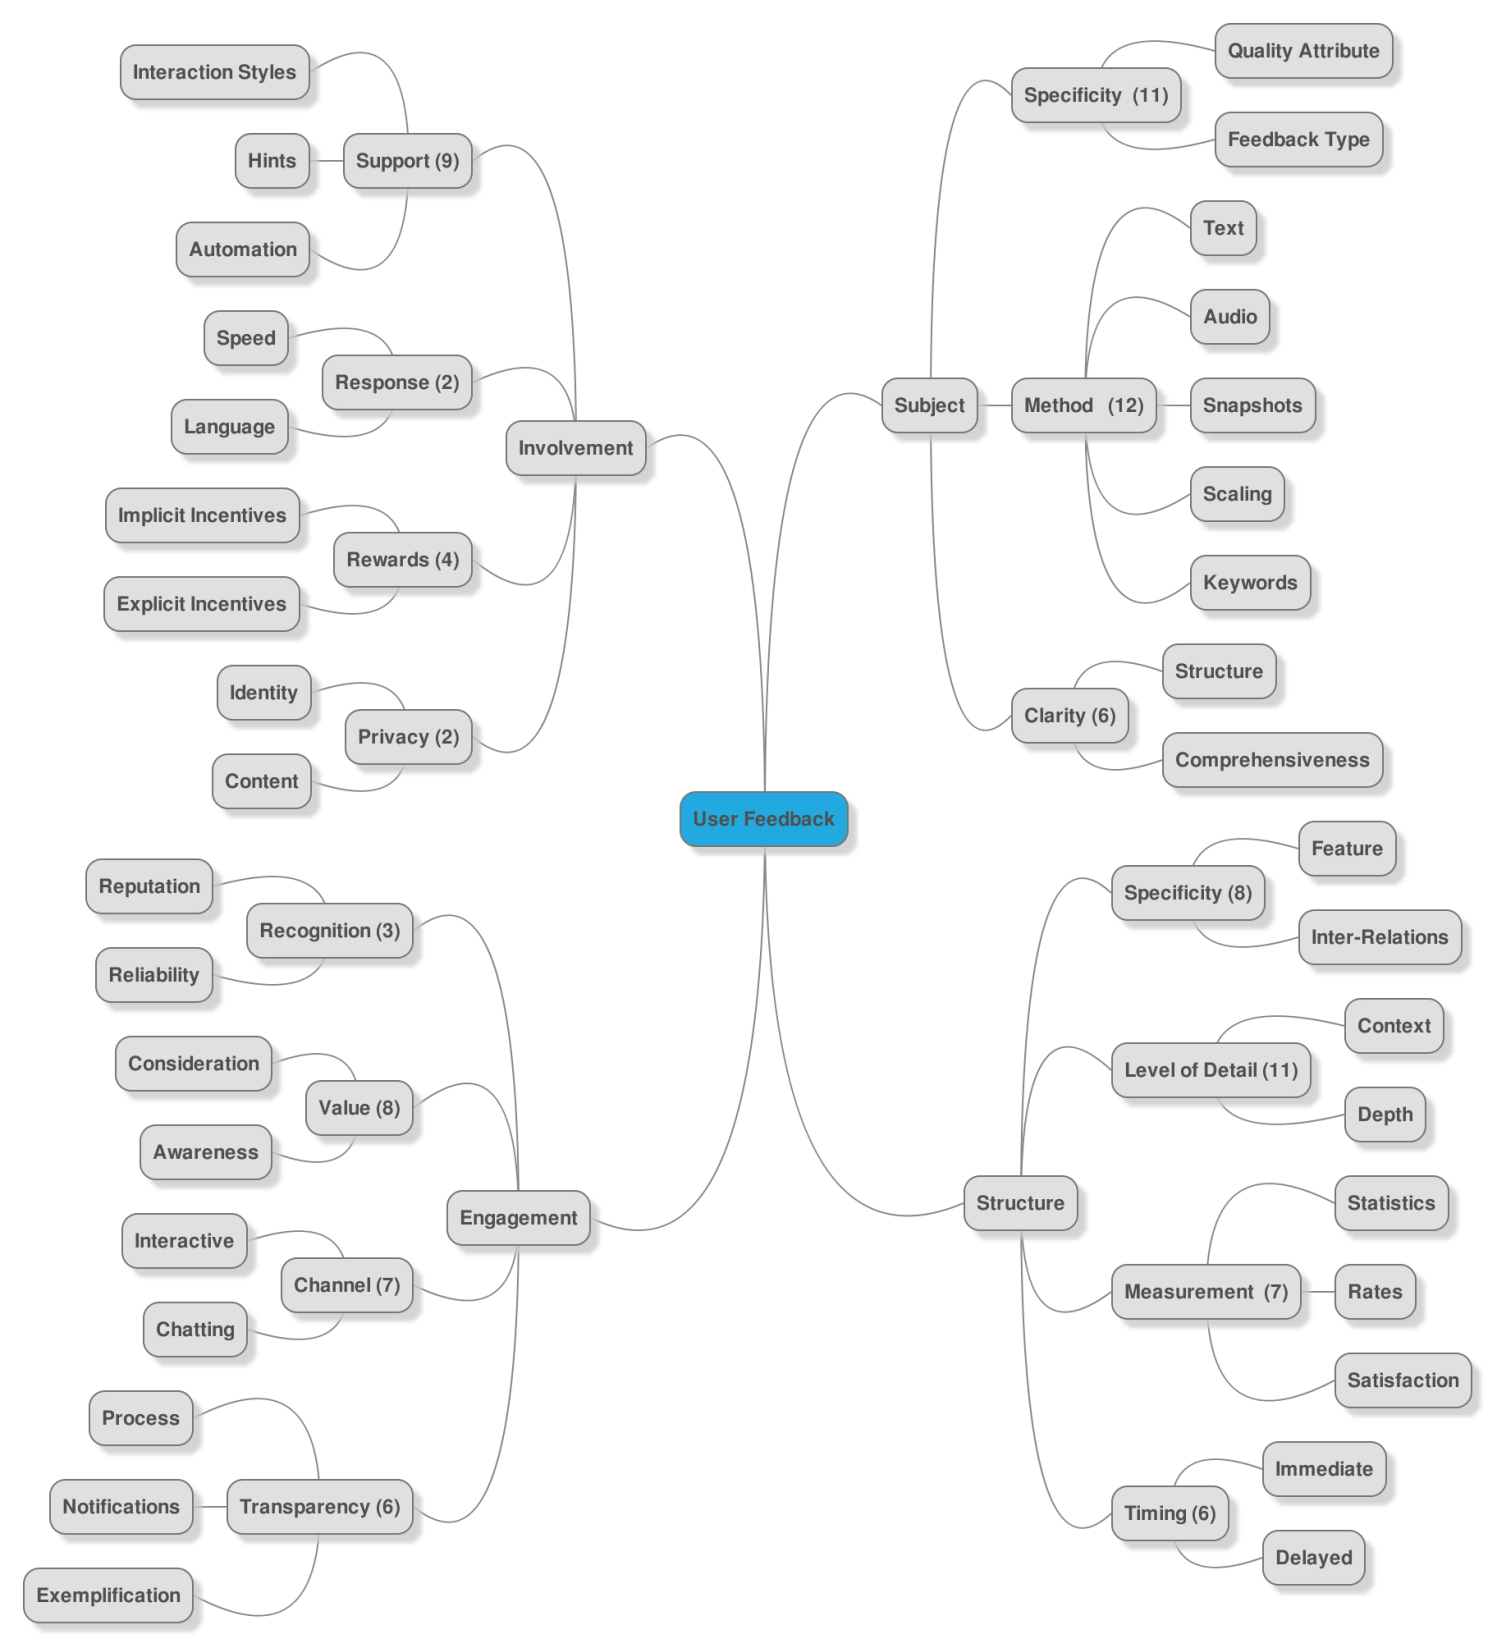 User Feedback
Involvement
Support (9)
Interaction Styles
Hints
Automation
Response (2)
Speed
Language
Rewards (4)
Implicit Incentives
Explicit Incentives
Privacy (2)
Identity
Content
Engagement
Recognition (3)
Reputation
Reliability
Value (8)
Consideration
Awareness
Channel (7)
Interactive
Chatting
Transparency (6)
Process
Notifications
Exemplification
Subject
Specificity (11)
Quality Attribute
Feedback Type
Method (12)
Text
Audio
Snapshots
Scaling
Keywords
Clarity (6)
Structure
Comprehensiveness
Structure
Specificity (8)
Feature
Inter-Relations
Level of Detail (11)
Context
Depth
Measurement (7)
Statistics
Rates
Satisfaction
Timing (6)
Immediate
Delayed